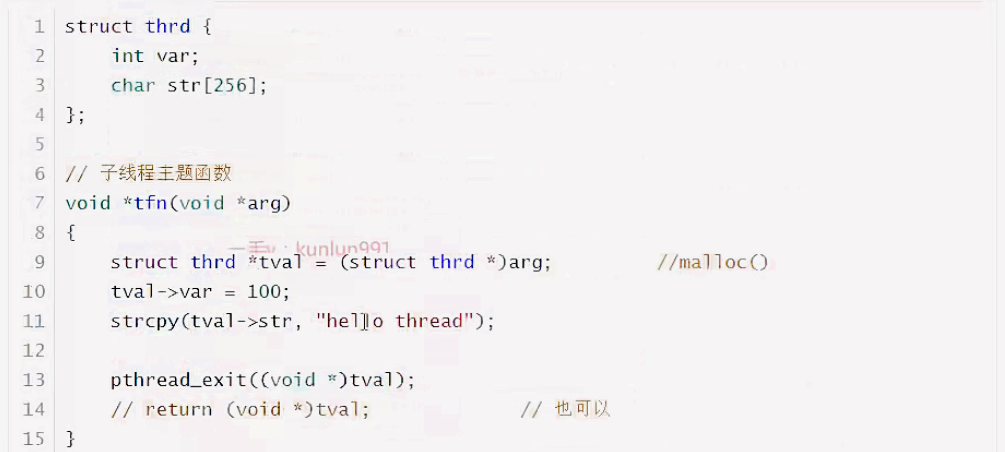 1 struct thrd {
2 int var;
3 char str[256];
4 };
5
6 // 子线程主题函数
7 void *tfn(void *arg)
8 {
一手v：kunlun991
9 struct thrd *tval = (struct thrd *)arg; //malloc()
10 tval->var = 100;
11 strcpy(tval->str, "hello thread");
12
13 pthread_exit((void *)tval);
14 // return (void *)tval; // 也可以
15 }